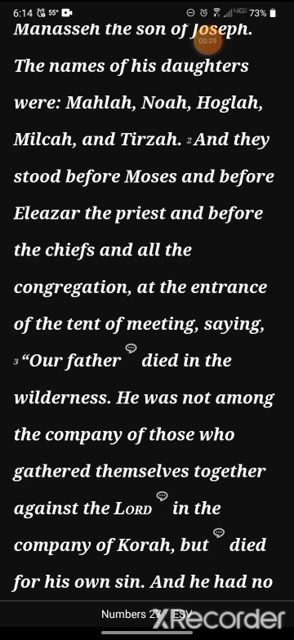 6:14 55° 73%
Manasseh the son of Joseph.
00:29
The names of his daughters
were: Mahlah, Noah, Hoglah,
Milcah, and Tirzah. 2 And they
stood before Moses and before
Eleazar the priest and before
the chiefs and all the
congregation, at the entrance
of the tent of meeting, saying,
3 “Our father died in the
wilderness. He was not among
the company of those who
gathered themselves together
against the LORD in the
company of Korah, but died
for his own sin. And he had no
Numbers ESV
XRecorder